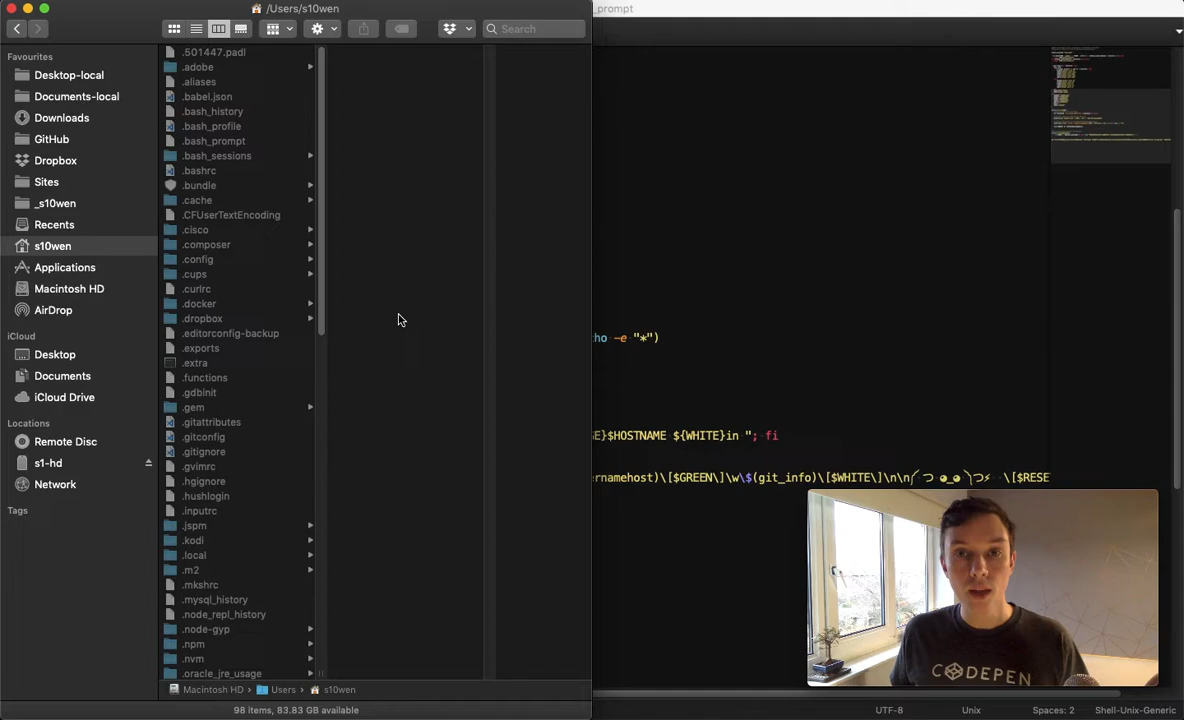 /Users/s10wen
_prompt
Search
Favourites
Desktop-local
Documents-local
Downloads
GitHub
Dropbox
Sites
_s10wen
Recents
s10wen
Applications
Macintosh HD
AirDrop
iCloud
Desktop
Documents
iCloud Drive
Locations
Remote Disc
s1-hd
Network
Tags
.501447.padl
.adobe
.aliases
.babel.json
.bash_history
.bash_profile
.bash_prompt
.bash_sessions
.bashrc
.bundle
.cache
.CFUserTextEncoding
.cisco
.composer
.config
.cups
.curlrc
.docker
.dropbox
.editorconfig-backup
.exports
.extra
.functions
.gdbinit
.gem
.gitattributes
.gitconfig
.gitignore
.gvimrc
.hgignore
.hushlogin
.inputrc
.jspm
.kodi
.local
.m2
.mkshrc
.mysql_history
.node_repl_history
.node-gyp
.npm
.nvm
.oracle_jre_usage
Macintosh HD › Users › s10wen
98 items, 83.83 GB available
ho -e "*")
E}$HOSTNAME ${WHITE}in "; fi
ernamehost)\[$GREEN\]\w\$(git_info)\[$WHITE\]\n\n༼ つ ◕_◕ ༽つ⚡ \[$RESE
CODEPEN
UTF-8
Unix
Spaces: 2
Shell-Unix-Generic